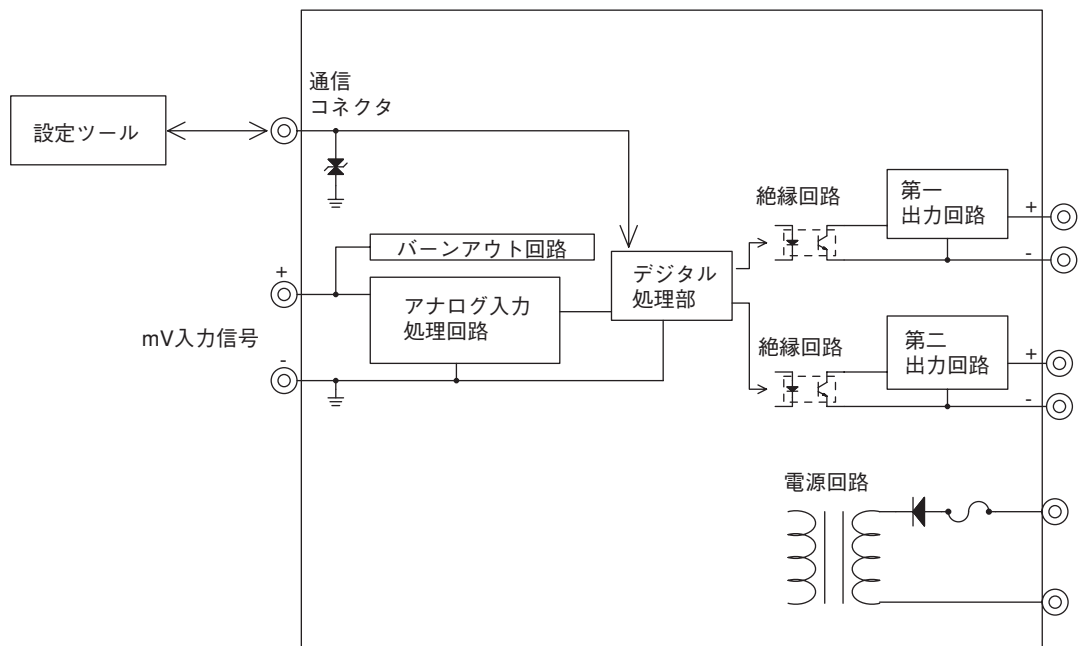 通信
コネクタ
設定ツール
絶縁回路
第一
出力回路
+
-
バーンアウト回路
デジタル
処理部
+
アナログ入力
処理回路
mV入力信号
-
絶縁回路
第二
出力回路
+
-
電源回路